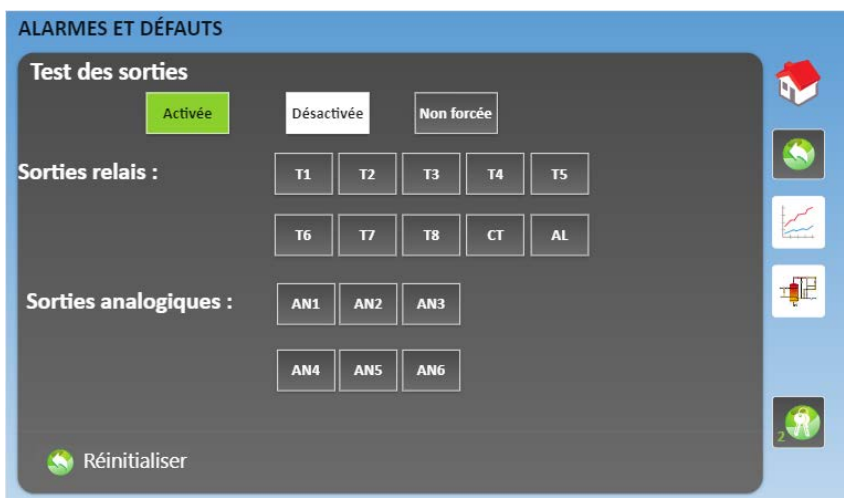 ALARMES ET DÉFAUTS
Test des sorties
Activée Désactivée Non forcée
Sorties relais : T1 T2 T3 T4 T5
T6 T7 T8 CT AL
Sorties analogiques : AN1 AN2 AN3
AN4 AN5 AN6
2
Réinitialiser